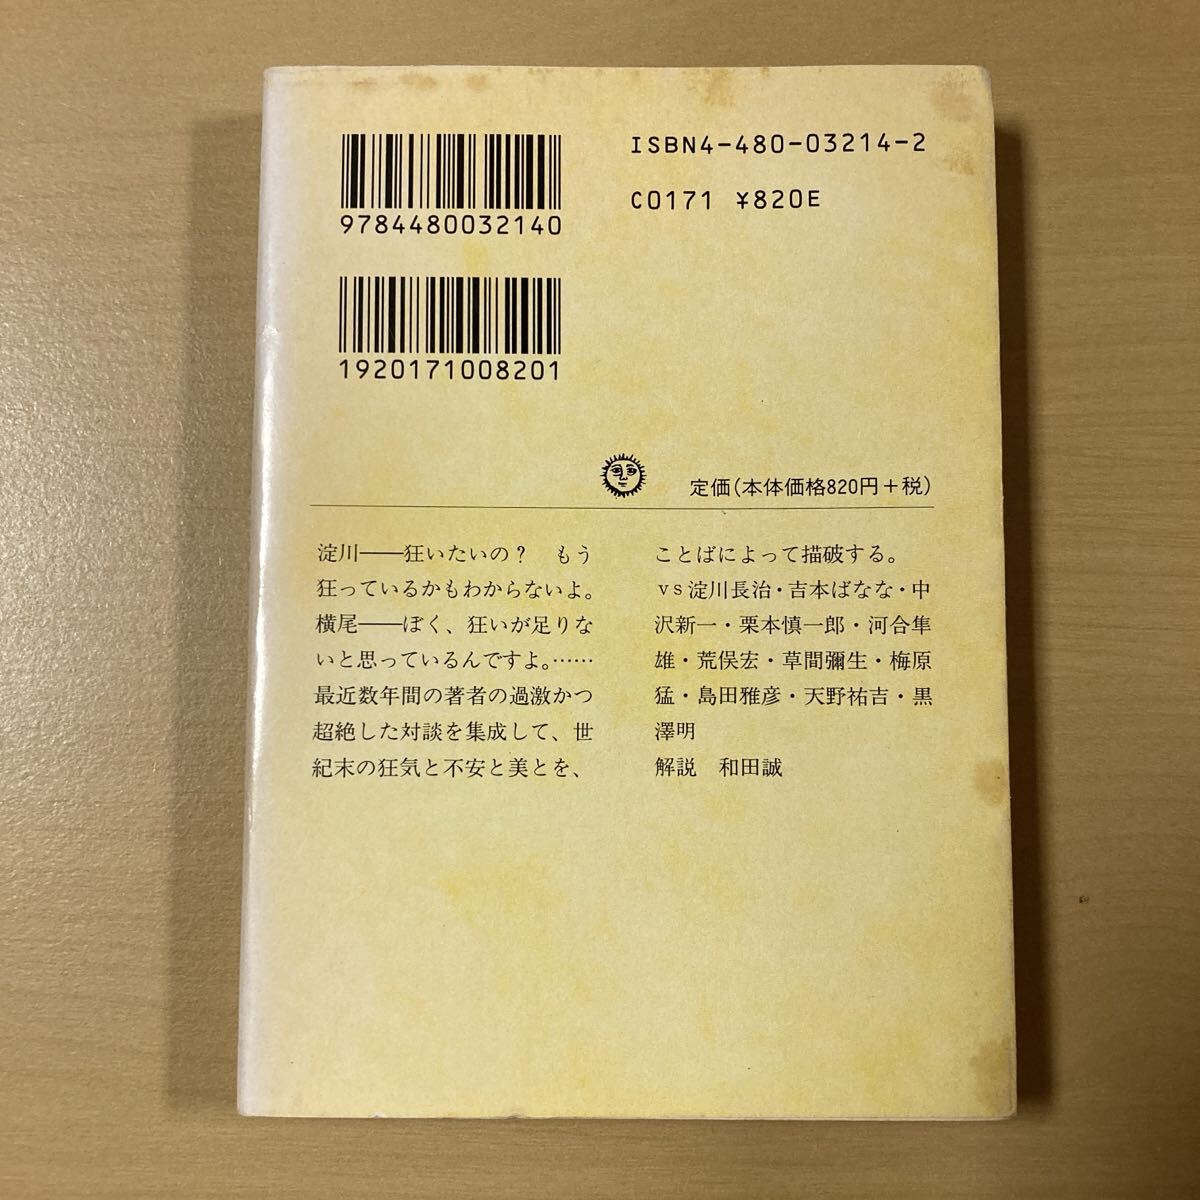 ISBN4-480-03214-2
C0171 ¥820E
9784480032140
1920171008201
定価(本体価格820円+税)
淀川——狂いたいの? もう
狂っているかもわからないよ。
横尾——ぼく、狂いが足りな
いと思っているんですよ。……
最近数年間の著者の過激かつ
超絶した対談を集成して、世
紀末の狂気と不安と美とを、
ことばによって描破する。
vs淀川長治・吉本ばなな・中
沢新一・栗本慎一郎・河合隼
雄・荒俣宏・草間彌生・梅原
猛・島田雅彦・天野祐吉・黒
澤明
解説 和田誠